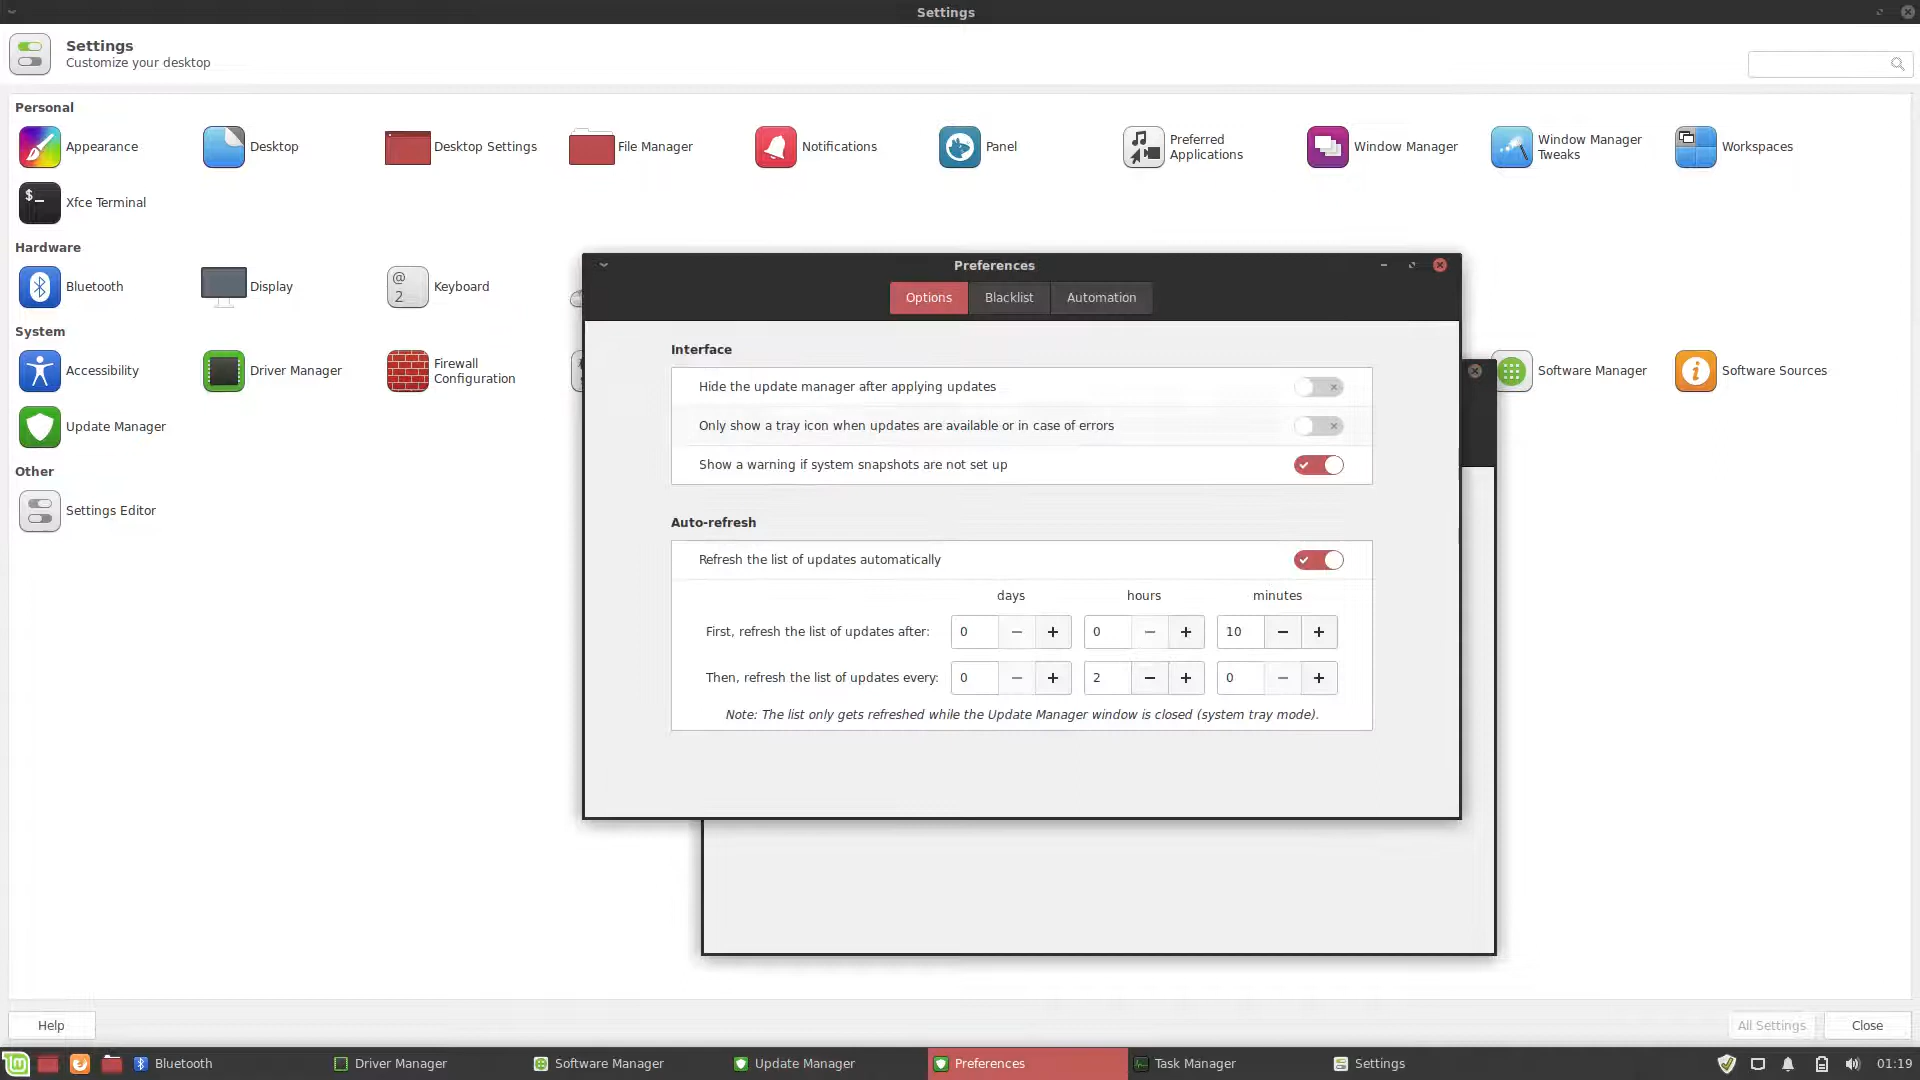 Settings
Settings
Customize your desktop
Personal
Appearance
Desktop
Desktop Settings
File Manager
Notifications
Panel
Preferred
Applications
Window Manager
Window Manager
Tweaks
Workspaces
$_
Xfce Terminal
Hardware
Bluetooth
Display
@
2
Keyboard
System
Accessibility
Driver Manager
Firewall
Configuration
Software Manager
Software Sources
Update Manager
Other
Settings Editor
Preferences
Options
Blacklist
Automation
Interface
Hide the update manager after applying updates
Only show a tray icon when updates are available or in case of errors
Show a warning if system snapshots are not set up
Auto-refresh
Refresh the list of updates automatically
days hours minutes
First, refresh the list of updates after: 0 − + 0 − + 10 − +
Then, refresh the list of updates every: 0 − + 2 − + 0 − +
Note: The list only gets refreshed while the Update Manager window is closed (system tray mode).
Help
All Settings
Close
Bluetooth
Driver Manager
Software Manager
Update Manager
Preferences
Task Manager
Settings
01:19